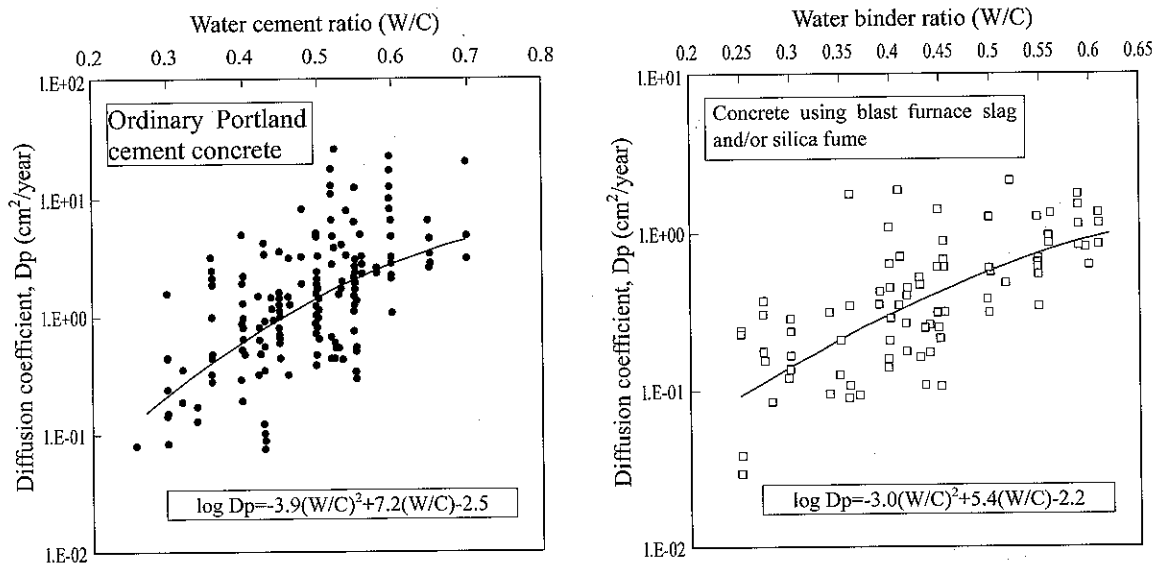 Water cement ratio (W/C)
0.2 0.3 0.4 0.5 0.6 0.7 0.8
1.E+02
1.E+01
1.E+00
1.E-01
1.E-02
Diffusion coefficient, Dp (cm²/year)
Ordinary Portland
cement concrete
log Dp=-3.9(W/C)²+7.2(W/C)-2.5
Water binder ratio (W/C)
0.2 0.25 0.3 0.35 0.4 0.45 0.5 0.55 0.6 0.65
1.E+01
1.E+00
1.E-01
1.E-02
Diffusion coefficient, Dp (cm²/year)
Concrete using blast furnace slag
and/or silica fume
log Dp=-3.0(W/C)²+5.4(W/C)-2.2